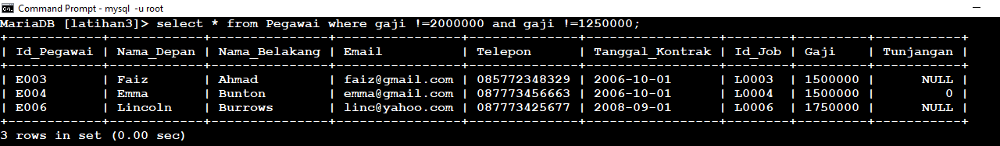 Command Prompt - mysql  -u root
MariaDB [latihan3]> select * from Pegawai where gaji !=2000000 and gaji !=1250000;
+------------+------------+---------------+----------------+--------------+-----------------+--------+---------+-----------+
| Id_Pegawai | Nama_Depan | Nama_Belakang | Email          | Telepon      | Tanggal_Kontrak | Id_Job | Gaji    | Tunjangan |
+------------+------------+---------------+----------------+--------------+-----------------+--------+---------+-----------+
| E003       | Faiz       | Ahmad         | faiz@gmail.com | 085772348329 | 2006-10-01      | L0003  | 1500000 |      NULL |
| E004       | Emma       | Bunton        | emma@gmail.com | 087773456663 | 2006-10-01      | L0004  | 1500000 |         0 |
| E006       | Lincoln    | Burrows       | linc@yahoo.com | 087773425677 | 2008-09-01      | L0006  | 1750000 |      NULL |
+------------+------------+---------------+----------------+--------------+-----------------+--------+---------+-----------+
3 rows in set (0.00 sec)